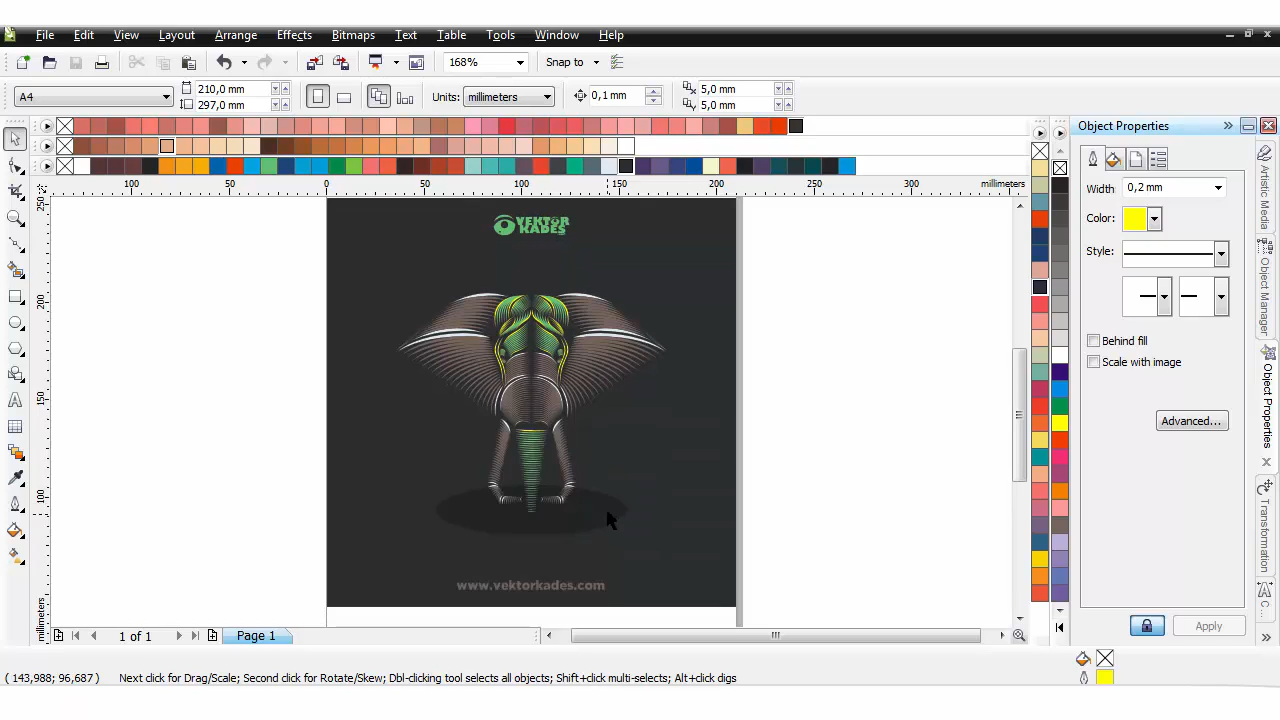 File Edit View Layout Arrange Effects Bitmaps Text Table Tools Window Help
168% Snap to
A4 210,0 mm 297,0 mm Units: millimeters 0,1 mm 5,0 mm 5,0 mm
Object Properties
100 50 0 50 100 150 200 250 300 millimeters
Width: 0,2 mm
Color:
Style:
Behind fill
Scale with image
Advanced...
Apply
Artistic Media
Object Manager
Object Properties
Transformation
C...
250
200
150
100
millimeters
VEKTOR
KADES
www.vektorkades.com
1 of 1 Page 1
( 143,988; 96,687 ) Next click for Drag/Scale; Second click for Rotate/Skew; Dbl-clicking tool selects all objects; Shift+click multi-selects; Alt+click digs